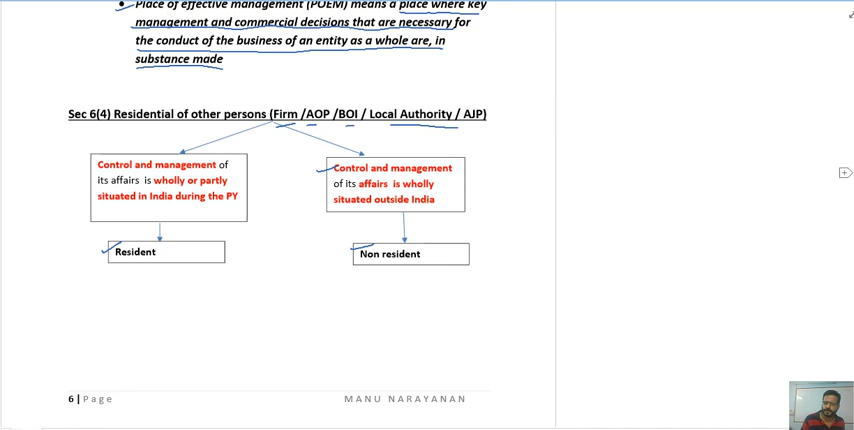 • Place of effective management (POEM) means a place where key
management and commercial decisions that are necessary for
the conduct of the business of an entity as a whole are, in
substance made
Sec 6(4) Residential of other persons (Firm /AOP /BOI / Local Authority / AJP)
Control and management of
its affairs is wholly or partly
situated in India during the PY
Control and management
of its affairs is wholly
situated outside India
Resident
Non resident
6 | Page
MANU NARAYANAN